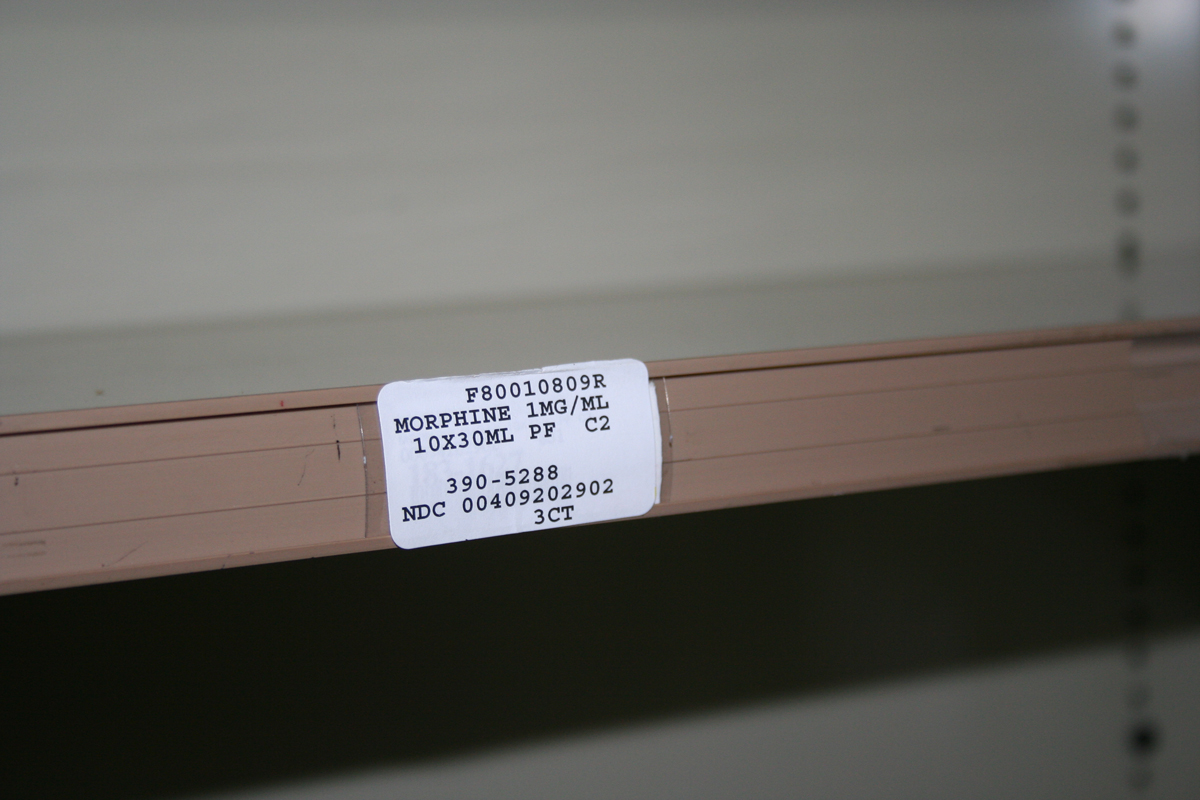 F80010809R
MORPHINE 1MG/ML
10X30ML PF C2
390-5288
NDC 00409202902
3CT